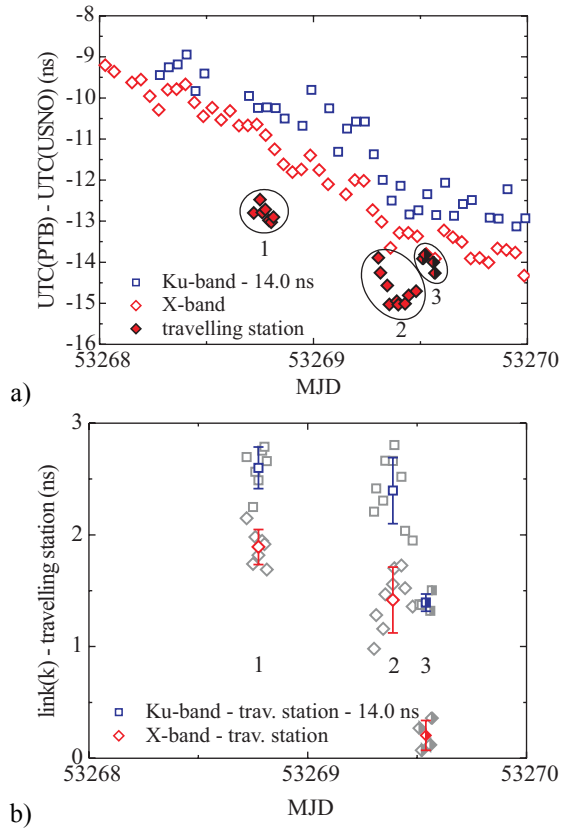 a)
UTC(PTB) - UTC(USNO) (ns)
-8
-9
-10
-11
-12
-13
-14
-15
-16
1
2
3
Ku-band - 14.0 ns
X-band
travelling station
53268
53269
53270
MJD
b)
link(k) - travelling station (ns)
3
2
1
0
1
2
3
Ku-band - trav. station - 14.0 ns
X-band - trav. station
53268
53269
53270
MJD